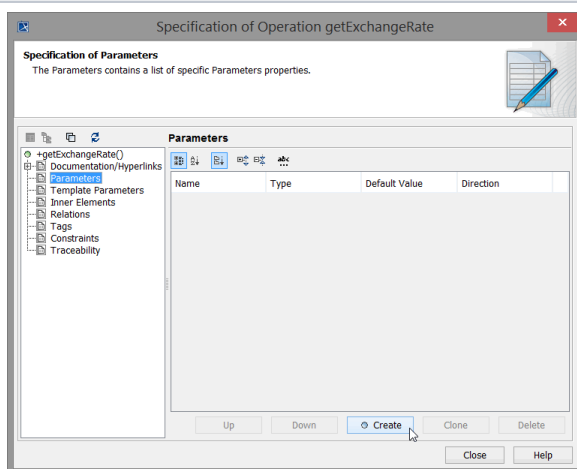 Specification of Operation getExchangeRate
Specification of Parameters
The Parameters contains a list of specific Parameters properties.
+getExchangeRate()
Documentation/Hyperlinks
Parameters
Template Parameters
Inner Elements
Relations
Tags
Constraints
Traceability
Parameters
Name Type Default Value Direction
Up Down Create Clone Delete
Close Help